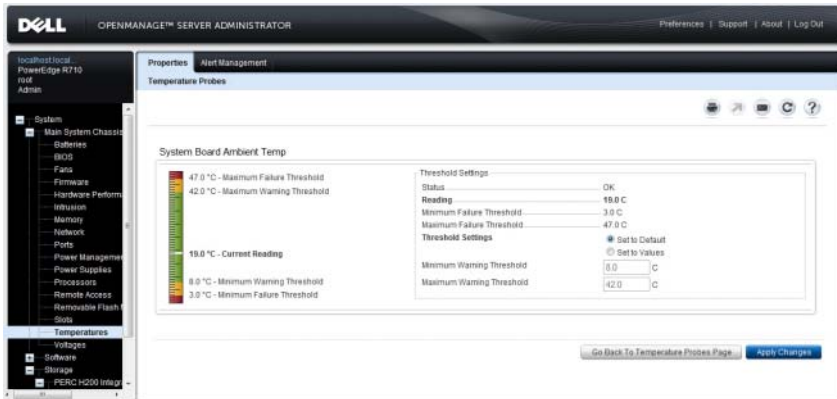 DELL
OPENMANAGE™ SERVER ADMINISTRATOR
Preferences | Support | About | Log Out
localhost.local...
PowerEdge R710
root
Admin
Properties
Alert Management
Temperature Probes
System
Main System Chassis
Batteries
BIOS
Fans
Firmware
Hardware Perform
Intrusion
Memory
Network
Ports
Power Managemen
Power Supplies
Processors
Remote Access
Removable Flash
Slots
Temperatures
Voltages
Software
Storage
PERC H200 Integr
System Board Ambient Temp
47.0 °C - Maximum Failure Threshold
42.0 °C - Maximum Warning Threshold
19.0 °C - Current Reading
8.0 °C - Minimum Warning Threshold
3.0 °C - Minimum Failure Threshold
Threshold Settings
Status OK
Reading 19.0 C
Minimum Failure Threshold 3.0 C
Maximum Failure Threshold 47.0 C
Threshold Settings Set to Default
Set to Values
Minimum Warning Threshold 8.0 C
Maximum Warning Threshold 42.0 C
Go Back To Temperature Probes Page
Apply Changes